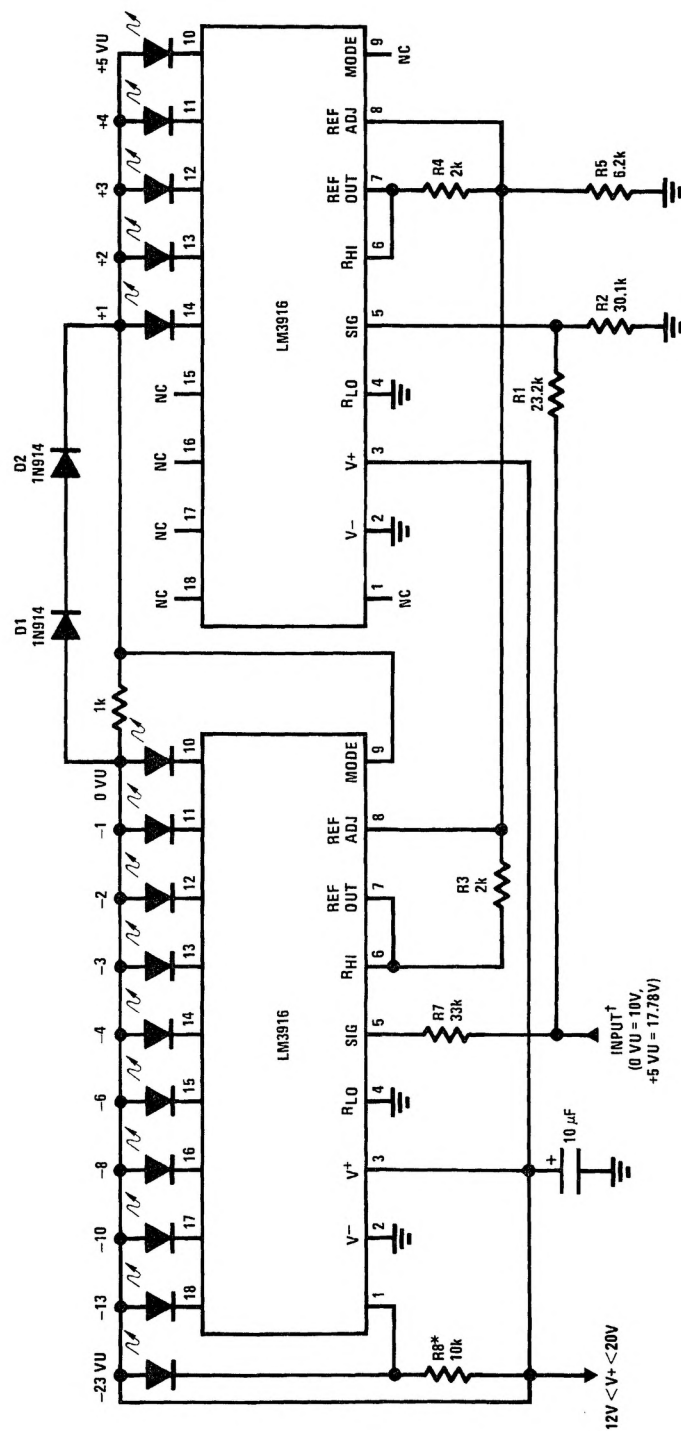 D1
1N914
D2
1N914
−23 VU
−13
−10
−8
−6
−4
−3
−2
−1
0 VU
1k
+1
+2
+3
+4
+5 VU
18
17
16
15
14
13
12
11
10
NC
18
NC
17
NC
16
NC
15
14
13
12
11
10
LM3916
LM3916
V−
V+
RLO
SIG
RHI
REF
OUT
REF
ADJ
MODE
1
2
3
4
5
6
7
8
9
V−
V+
RLO
SIG
RHI
REF
OUT
REF
ADJ
MODE
1
2
3
4
5
6
7
8
9
NC
NC
R8*
10k
+
10 μF
R7
33k
R3
2k
R1
23.2k
R2
30.1k
R4
2k
R5
6.2k
12V < V+ < 20V
INPUT†
(0 VU = 10V,
+5 VU = 17.78V)